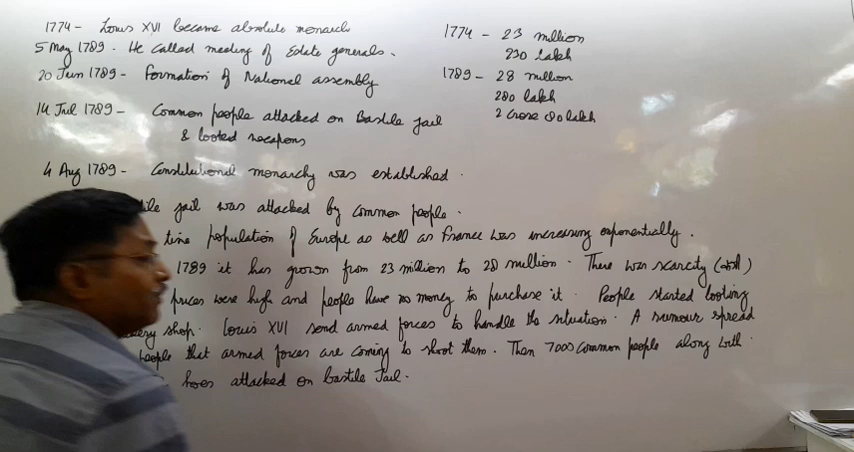 1774 - Louis XVI became absolute monarch
5 May 1789 - He called meeting of Estate generals.
20 Jun 1789 - Formation of National assembly
14 Jul 1789 - Common people attacked on Bastile jail
& looted weapons
4 Aug 1789 - Constitutional monarchy was established.
1774 - 23 million
230 lakh
1789 - 28 million
280 lakh
2 Crore 80 lakh
jail was attacked by common people.
time population of Europe as well as France was increasing exponentially.
1789 it has grown from 23 million to 28 million. There was scarcity (
prices were high and people have no money to purchase it. People started looting
shop. Louis XVI send armed forces to handle the situation. A rumour spread
people that armed forces are coming to shoot them. Then 7000 common people along with
attacked on bastile Jail.